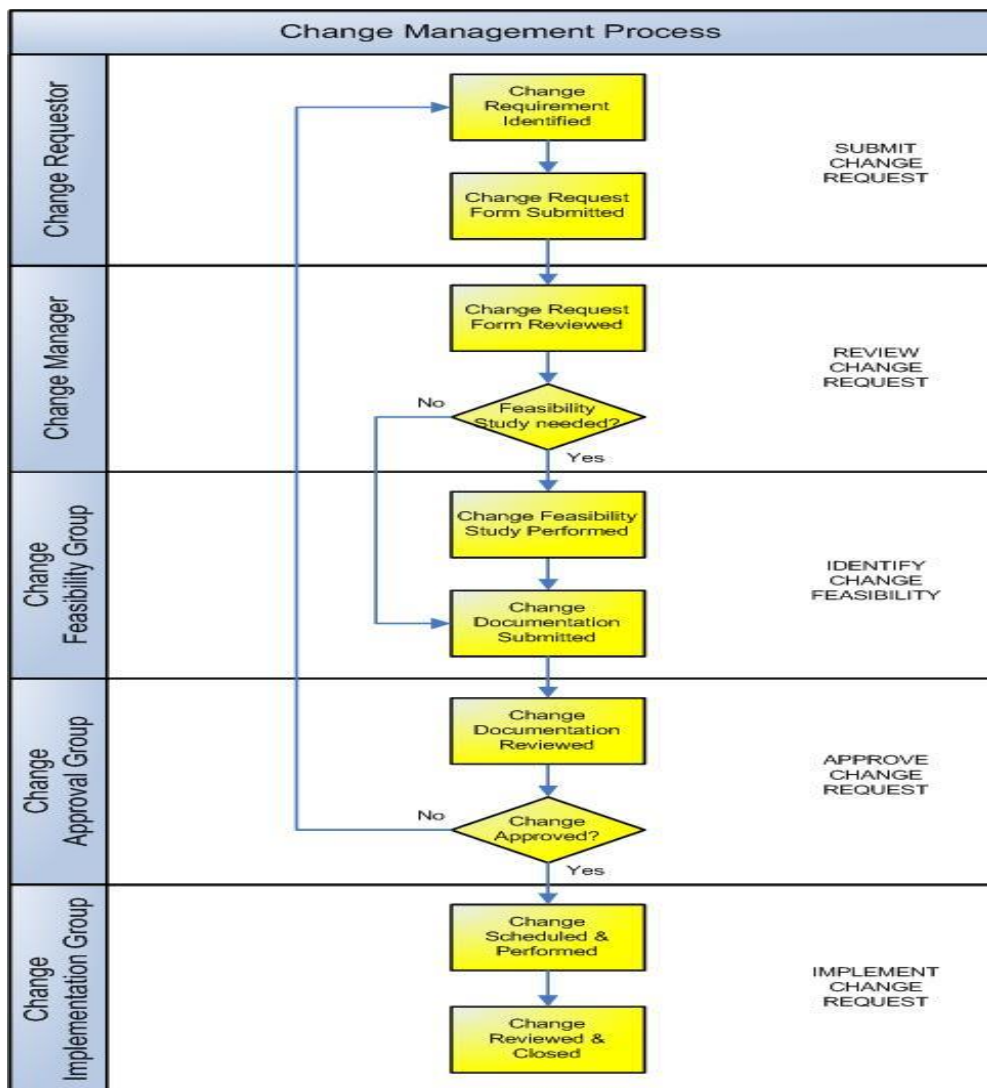 Change Management Process
Change Requestor
Change
Requirement
Identified
Change Request
Form Submitted
SUBMIT
CHANGE
REQUEST
Change Manager
Change Request
Form Reviewed
No
Feasibility
Study needed?
Yes
REVIEW
CHANGE
REQUEST
Change
Feasibility Group
Change Feasibility
Study Performed
Change
Documentation
Submitted
IDENTIFY
CHANGE
FEASIBILITY
Change
Approval Group
Change
Documentation
Reviewed
No
Change
Approved?
Yes
APPROVE
CHANGE
REQUEST
Change
Implementation Group
Change
Scheduled &
Performed
Change
Reviewed &
Closed
IMPLEMENT
CHANGE
REQUEST